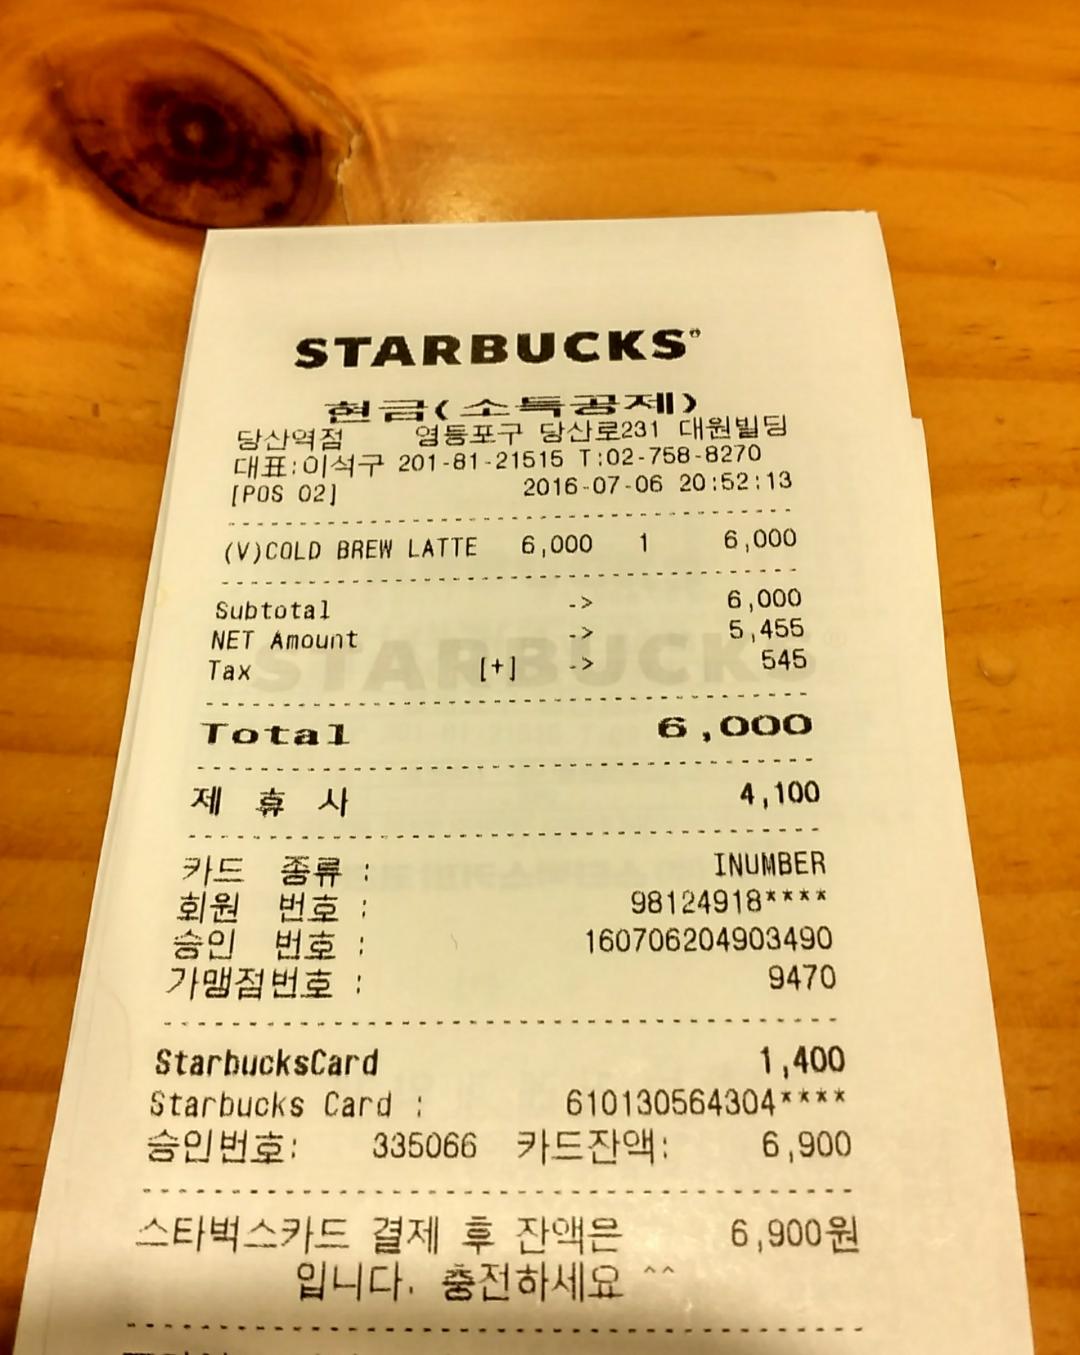 STARBUCKS®
현금(소득공제)
당산역점 영등포구 당산로231 대원빌딩
대표:이석구 201-81-21515 T:02-758-8270
[POS 02] 2016-07-06 20:52:13
(V)COLD BREW LATTE 6,000 1 6,000
Subtotal -> 6,000
NET Amount -> 5,455
Tax [+] -> 545
Total 6,000
제 휴 사 4,100
카드 종류 : INUMBER
회원 번호 : 98124918****
승인 번호 : 160706204903490
가맹점번호 : 9470
StarbucksCard 1,400
Starbucks Card : 610130564304****
승인번호: 335066 카드잔액: 6,900
스타벅스카드 결제 후 잔액은 6,900원
입니다. 충전하세요 ^^